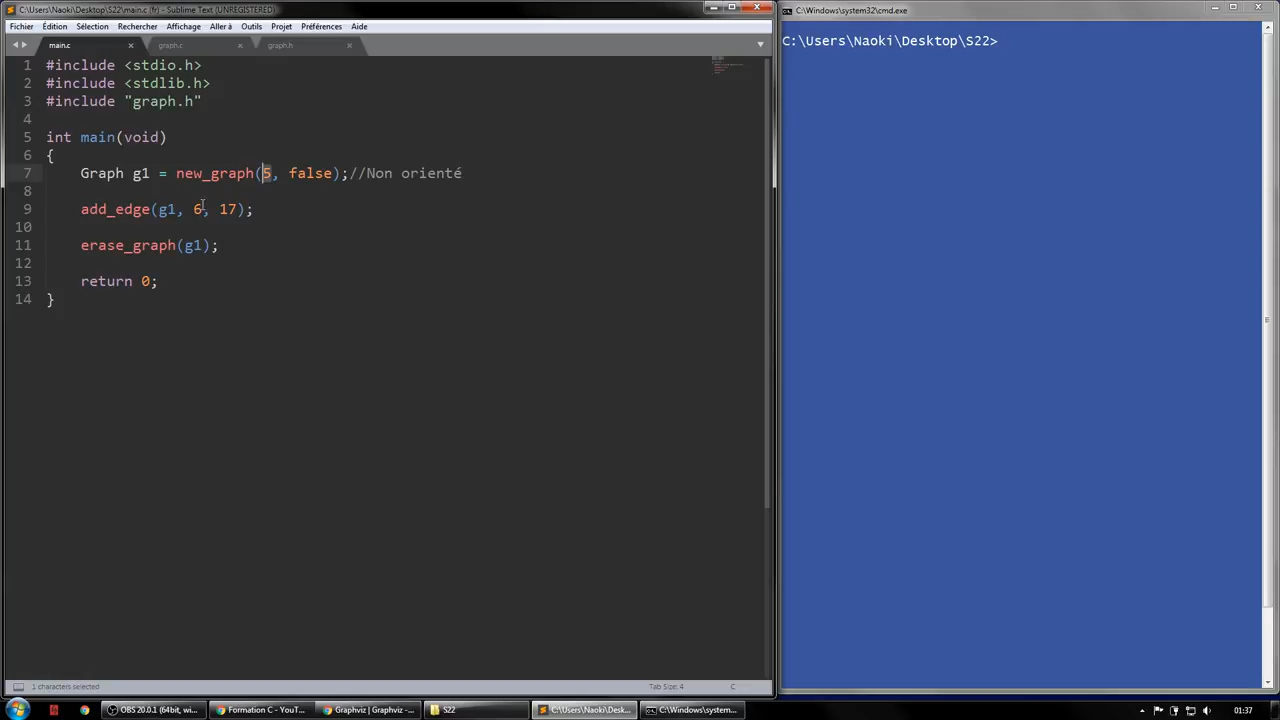 C:\Users\Naoki\Desktop\S22\main.c (fr) - Sublime Text (UNREGISTERED)
Fichier Édition Sélection Rechercher Affichage Aller à Outils Projet Préférences Aide
main.c graph.c graph.h
1 #include <stdio.h>
2 #include <stdlib.h>
3 #include "graph.h"
4
5 int main(void)
6 {
7 Graph g1 = new_graph(5, false);//Non orienté
8
9 add_edge(g1, 6, 17);
10
11 erase_graph(g1);
12
13 return 0;
14 }
1 characters selected Tab Size: 4 C
C:\Windows\system32\cmd.exe
C:\Users\Naoki\Desktop\S22>
OBS 20.0.1 (64bit, wi... Formation C - YouT... Graphviz | Graphviz -... S22 C:\Users\Naoki\Desk... C:\Windows\system... 01:37